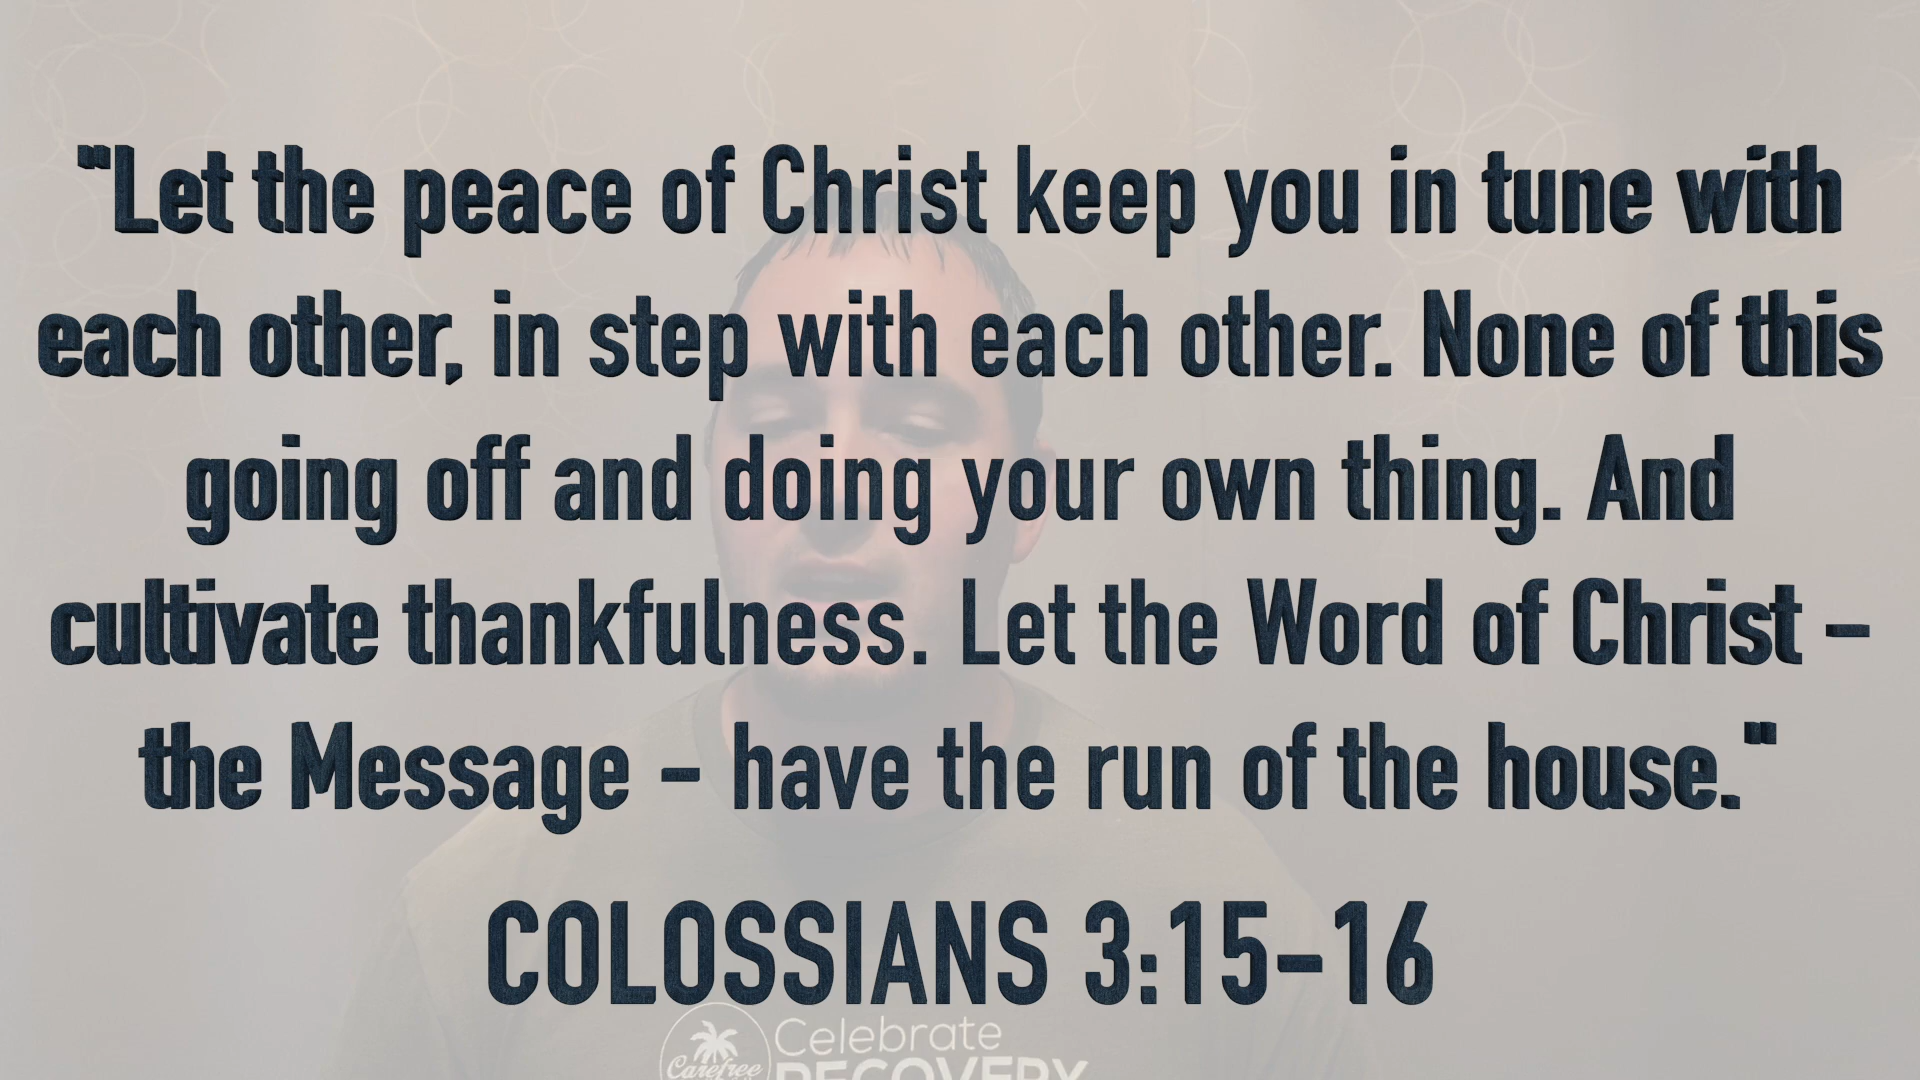 "Let the peace of Christ keep you in tune with
each other, in step with each other. None of this
going off and doing your own thing. And
cultivate thankfulness. Let the Word of Christ –
the Message – have the run of the house."
COLOSSIANS 3:15–16
Celebrate
RECOVERY
Carefree